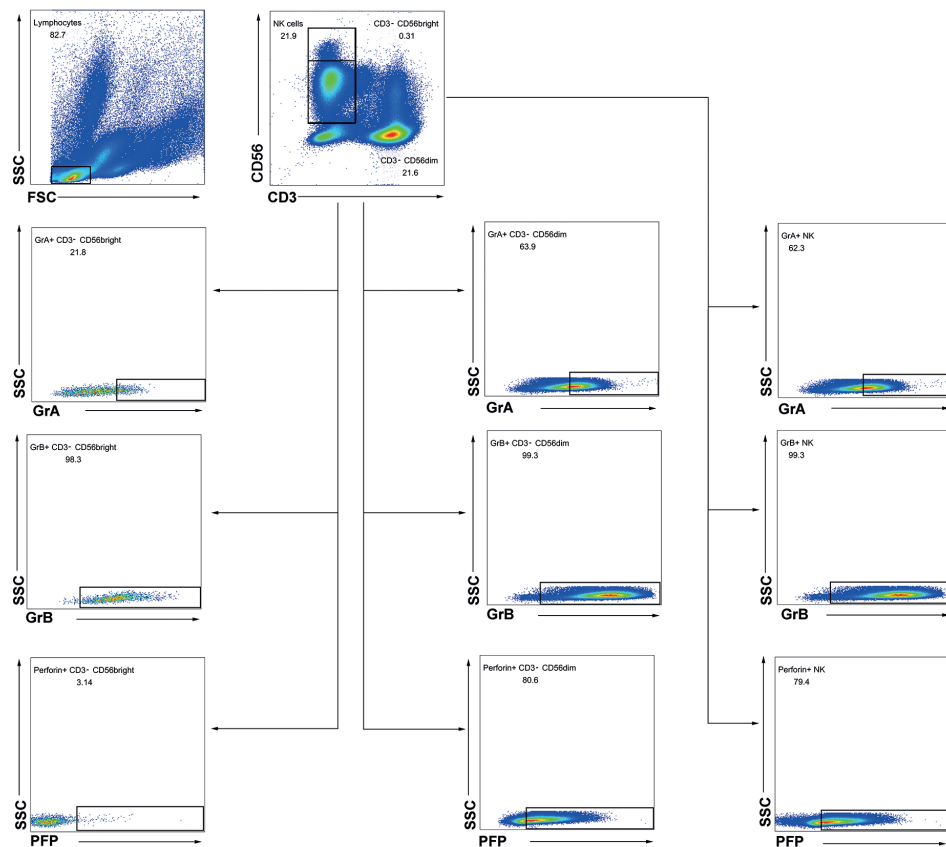 Lymphocytes
82.7
SSC
FSC
NK cells
21.9
CD3- CD56bright
0.31
CD3- CD56dim
21.6
CD56
CD3
GrA+ CD3- CD56bright
21.8
SSC
GrA
GrA+ CD3- CD56dim
63.9
SSC
GrA
GrA+ NK
62.3
SSC
GrA
GrB+ CD3- CD56bright
98.3
SSC
GrB
GrB+ CD3- CD56dim
99.3
SSC
GrB
GrB+ NK
99.3
SSC
GrB
Perforin+ CD3- CD56bright
3.14
SSC
PFP
Perforin+ CD3- CD56dim
80.6
SSC
PFP
Perforin+ NK
79.4
SSC
PFP